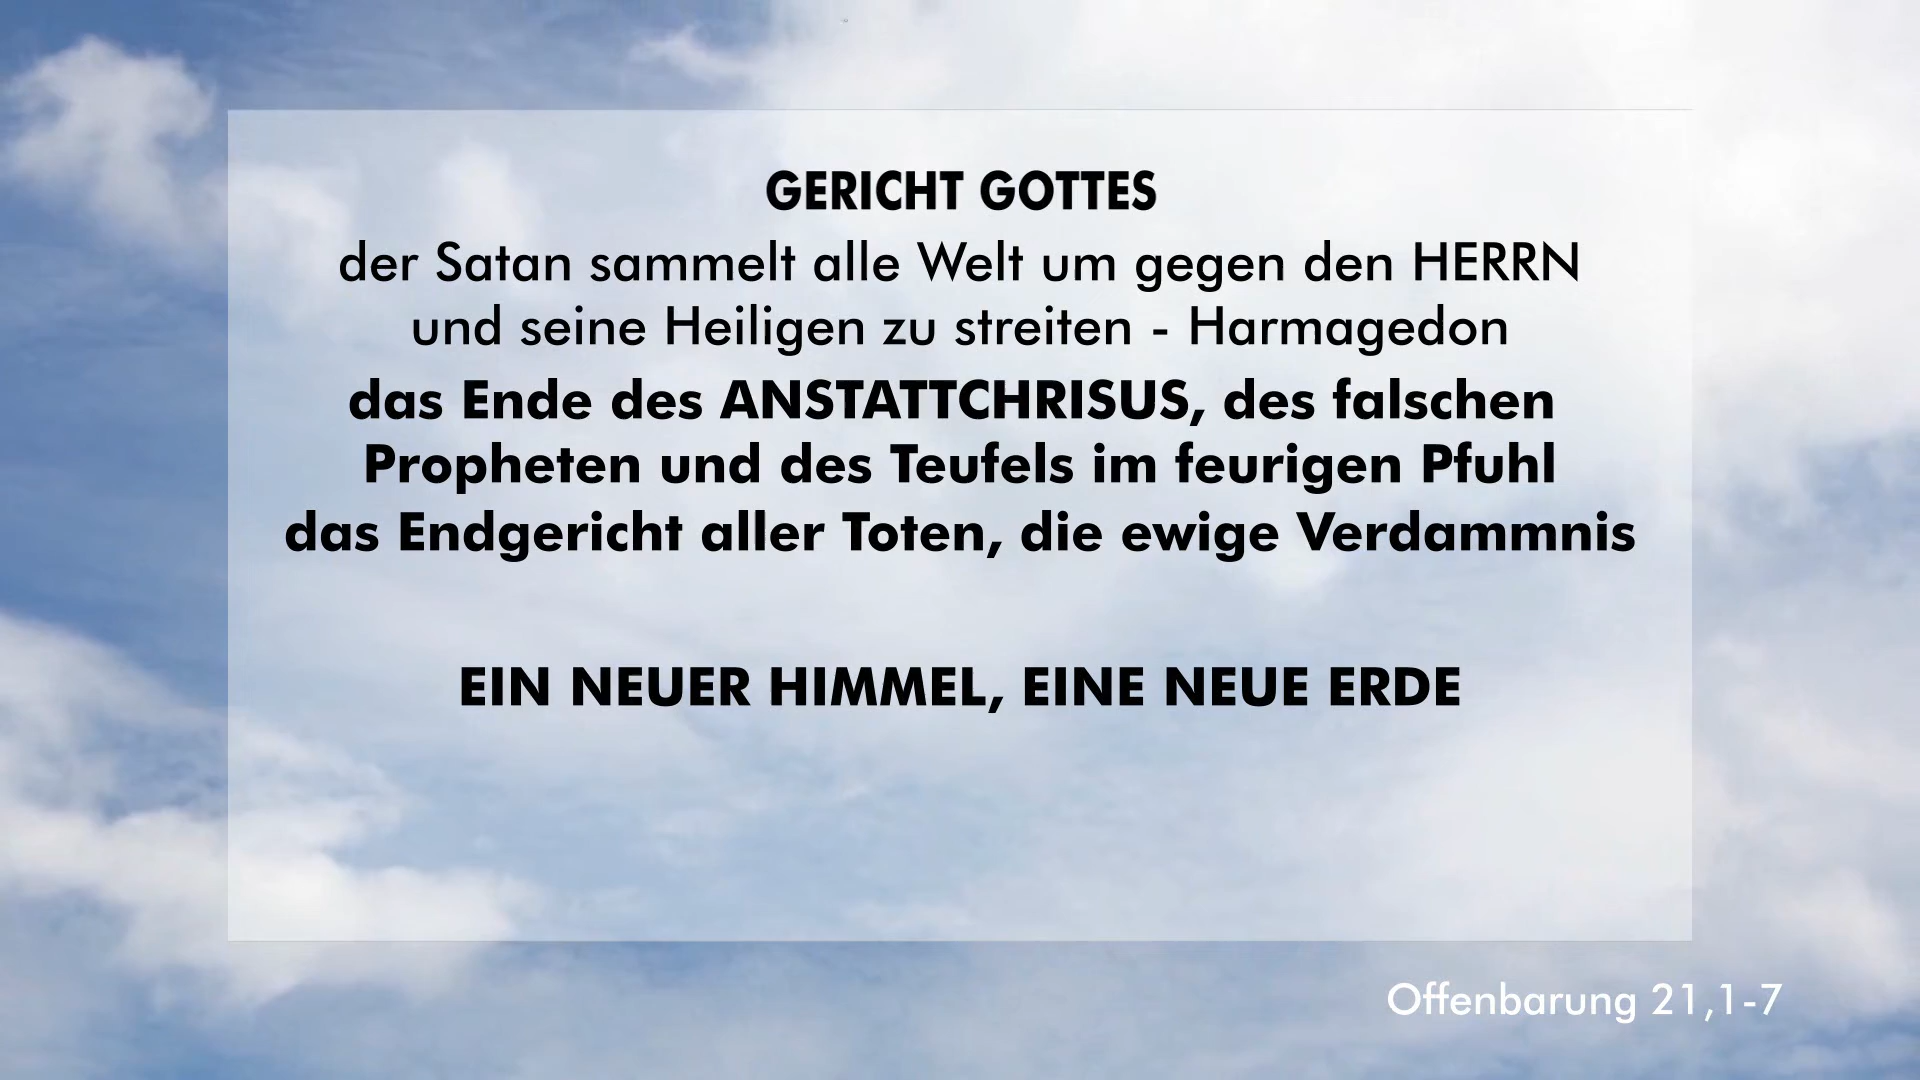 GERICHT GOTTES
der Satan sammelt alle Welt um gegen den HERRN
und seine Heiligen zu streiten - Harmagedon
das Ende des ANSTATTCHRISUS, des falschen
Propheten und des Teufels im feurigen Pfuhl
das Endgericht aller Toten, die ewige Verdammnis
EIN NEUER HIMMEL, EINE NEUE ERDE
Offenbarung 21,1-7